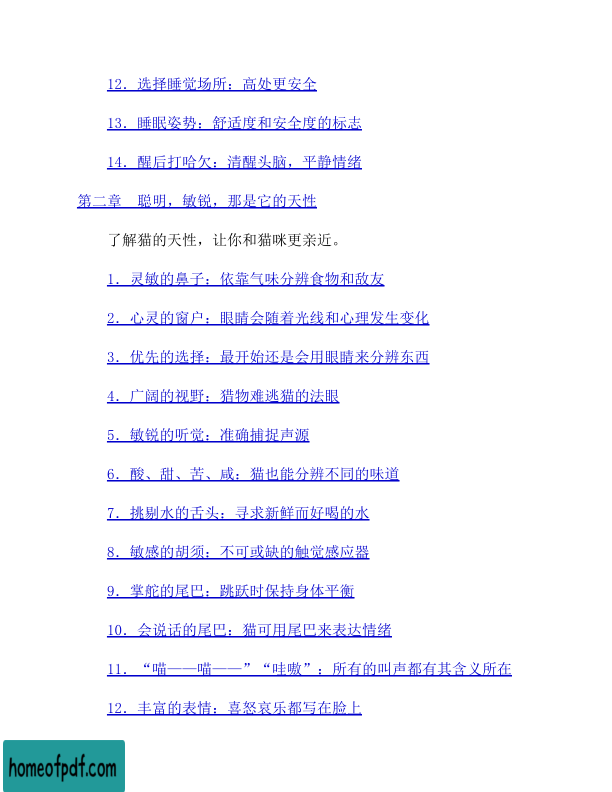 12．选择睡觉场所：高处更安全
13．睡眠姿势：舒适度和安全度的标志
14．醒后打哈欠：清醒头脑，平静情绪
第二章　聪明，敏锐，那是它的天性
了解猫的天性，让你和猫咪更亲近。
1．灵敏的鼻子：依靠气味分辨食物和敌友
2．心灵的窗户：眼睛会随着光线和心理发生变化
3．优先的选择：最开始还是会用眼睛来分辨东西
4．广阔的视野：猎物难逃猫的法眼
5．敏锐的听觉：准确捕捉声源
6．酸、甜、苦、咸：猫也能分辨不同的味道
7．挑剔水的舌头：寻求新鲜而好喝的水
8．敏感的胡须：不可或缺的触觉感应器
9．掌舵的尾巴：跳跃时保持身体平衡
10．会说话的尾巴：猫可用尾巴来表达情绪
11．“喵——喵——”“哇嗷”：所有的叫声都有其含义所在
12．丰富的表情：喜怒哀乐都写在脸上
homeofpdf.com